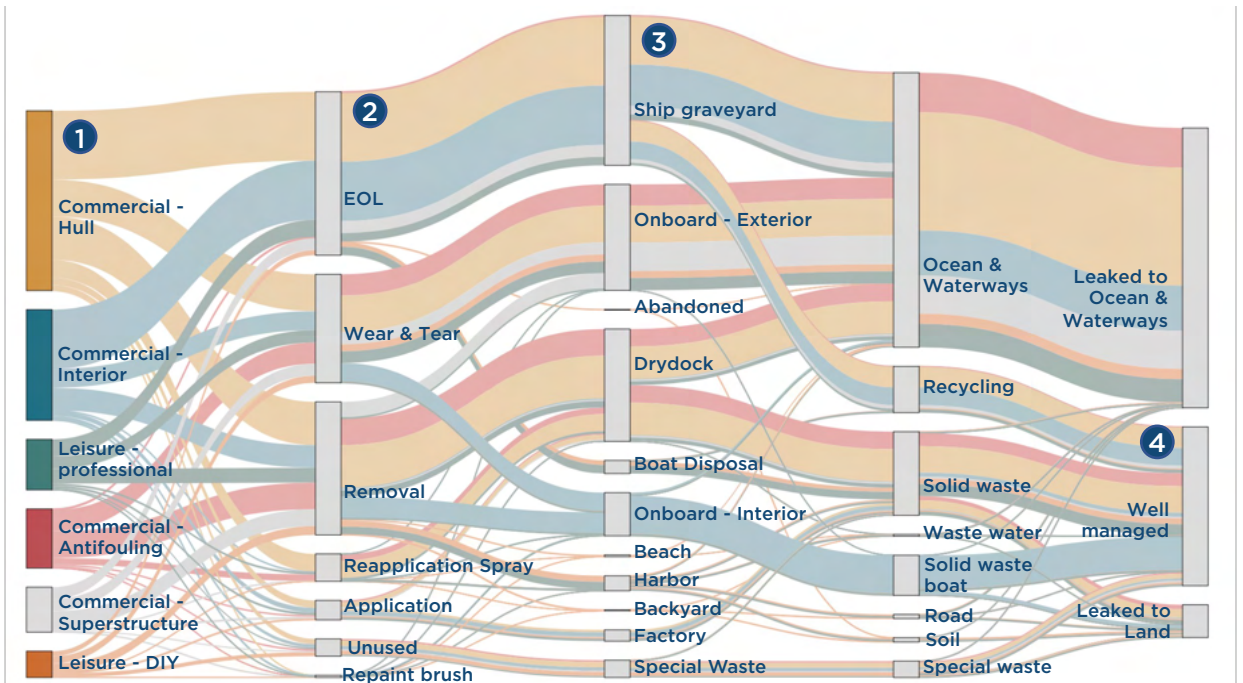 1
Commercial -
Hull
Commercial -
Interior
Leisure -
professional
Commercial -
Antifouling
Commercial -
Superstructure
Leisure - DIY
2
EOL
Wear & Tear
Removal
Reapplication Spray
Application
Unused
Repaint brush
3
Ship graveyard
Onboard - Exterior
Abandoned
Drydock
Boat Disposal
Onboard - Interior
Beach
Harbor
Backyard
Factory
Special Waste
Ocean &
Waterways
Recycling
Solid waste
Waste water
Solid waste
boat
Road
Soil
Special waste
Leaked to
Ocean &
Waterways
4
Well
managed
Leaked to
Land